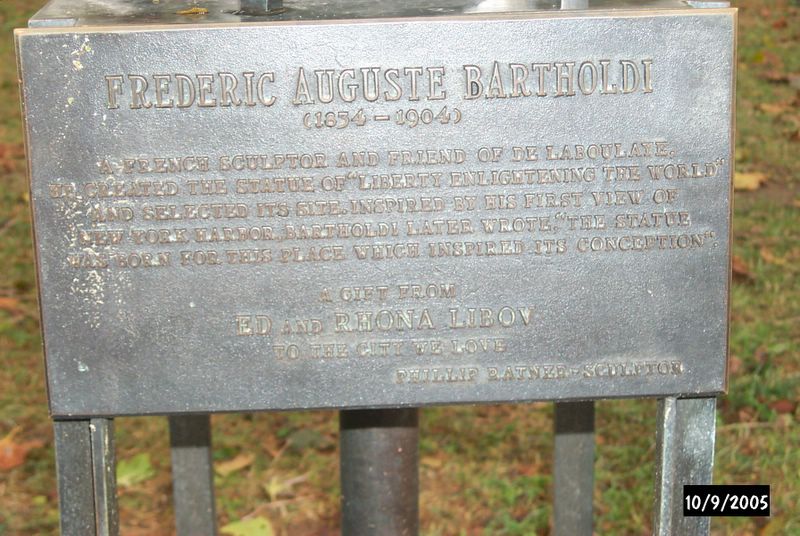 FREDERIC AUGUSTE BARTHOLDI
(1834 – 1904)
A FRENCH SCULPTOR AND FRIEND OF DE LABOULAYE,
HE CREATED THE STATUE OF "LIBERTY ENLIGHTENING THE WORLD"
AND SELECTED ITS SITE. INSPIRED BY HIS FIRST VIEW OF
NEW YORK HARBOR, BARTHOLDI LATER WROTE, "THE STATUE
WAS BORN FOR THIS PLACE WHICH INSPIRED ITS CONCEPTION".
A GIFT FROM
ED AND RHONA LIBOV
TO THE CITY WE LOVE
PHILLIP RATNER-SCULPTOR
10/9/2005